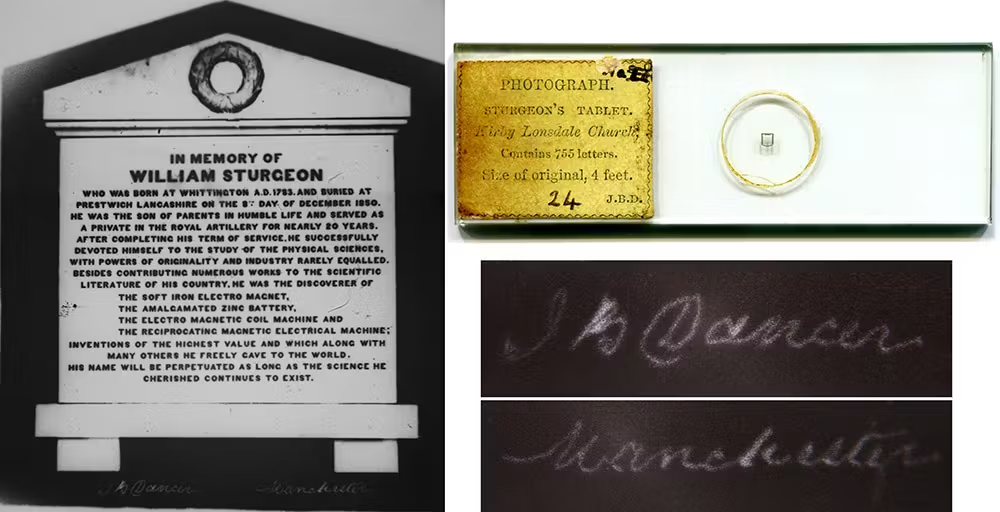 IN MEMORY OF
WILLIAM STURGEON
WHO WAS BORN AT WHITTINGTON A.D. 1783. AND BURIED AT
PRESTWICH LANCASHIRE ON THE 8TH DAY OF DECEMBER 1850.
HE WAS THE SON OF PARENTS IN HUMBLE LIFE AND SERVED AS
A PRIVATE IN THE ROYAL ARTILLERY FOR NEARLY 20 YEARS.
AFTER COMPLETING HIS TERM OF SERVICE, HE SUCCESSFULLY
DEVOTED HIMSELF TO THE STUDY OF THE PHYSICAL SCIENCES,
WITH POWERS OF ORIGINALITY AND INDUSTRY RARELY EQUALLED.
BESIDES CONTRIBUTING NUMEROUS WORKS TO THE SCIENTIFIC
LITERATURE OF HIS COUNTRY, HE WAS THE DISCOVERER OF
THE SOFT IRON ELECTRO MAGNET,
THE AMALGAMATED ZINC BATTERY,
THE ELECTRO MAGNETIC COIL MACHINE AND
THE RECIPROCATING MAGNETIC ELECTRICAL MACHINE;
INVENTIONS OF THE HIGHEST VALUE AND WHICH ALONG WITH
MANY OTHERS HE FREELY GAVE TO THE WORLD.
HIS NAME WILL BE PERPETUATED AS LONG AS THE SCIENCE HE
CHERISHED CONTINUES TO EXIST.
J B Dancer Manchester
PHOTOGRAPH.
STURGEON'S TABLET.
Kirby Lonsdale Church,
Contains 755 letters.
Size of original, 4 feet.
24 J.B.D.
J B Dancer
Manchester